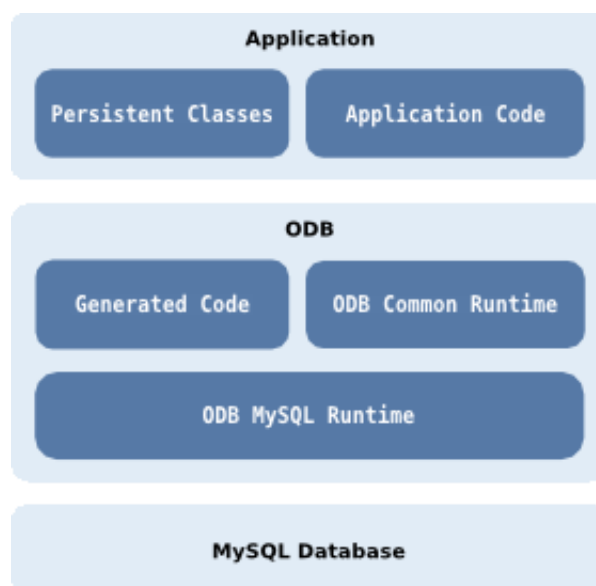 Application
Persistent Classes
Application Code
ODB
Generated Code
ODB Common Runtime
ODB MySQL Runtime
MySQL Database